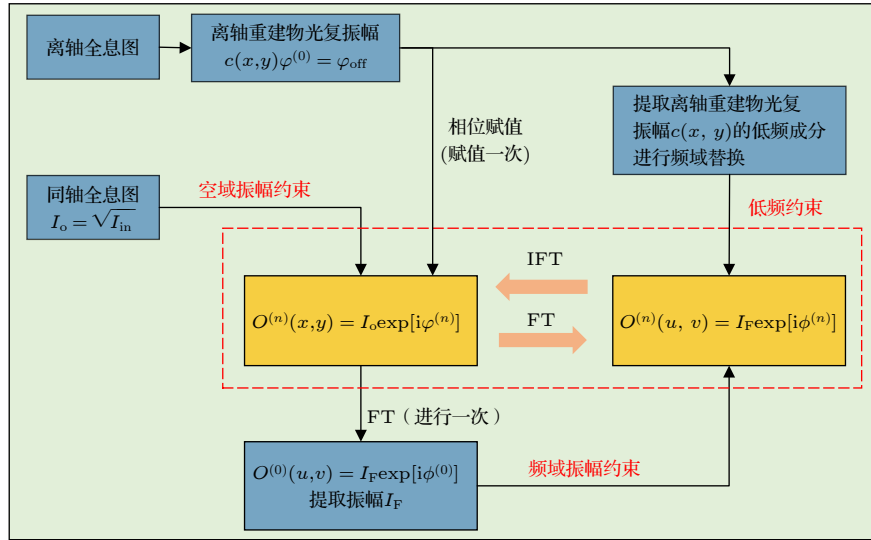 离轴全息图
离轴重建物光复振幅
c(x,y)φ⁽⁰⁾ = φ_off
提取离轴重建物光复
振幅c(x, y)的低频成分
进行频域替换
相位赋值
(赋值一次)
同轴全息图
I_o = √I_in
空域振幅约束
低频约束
IFT
O⁽ⁿ⁾(x,y) = I_o exp[iφ⁽ⁿ⁾]
FT
O⁽ⁿ⁾(u, v) = I_F exp[iϕ⁽ⁿ⁾]
FT（进行一次）
O⁽⁰⁾(u,v) = I_F exp[iϕ⁽⁰⁾]
提取振幅I_F
频域振幅约束